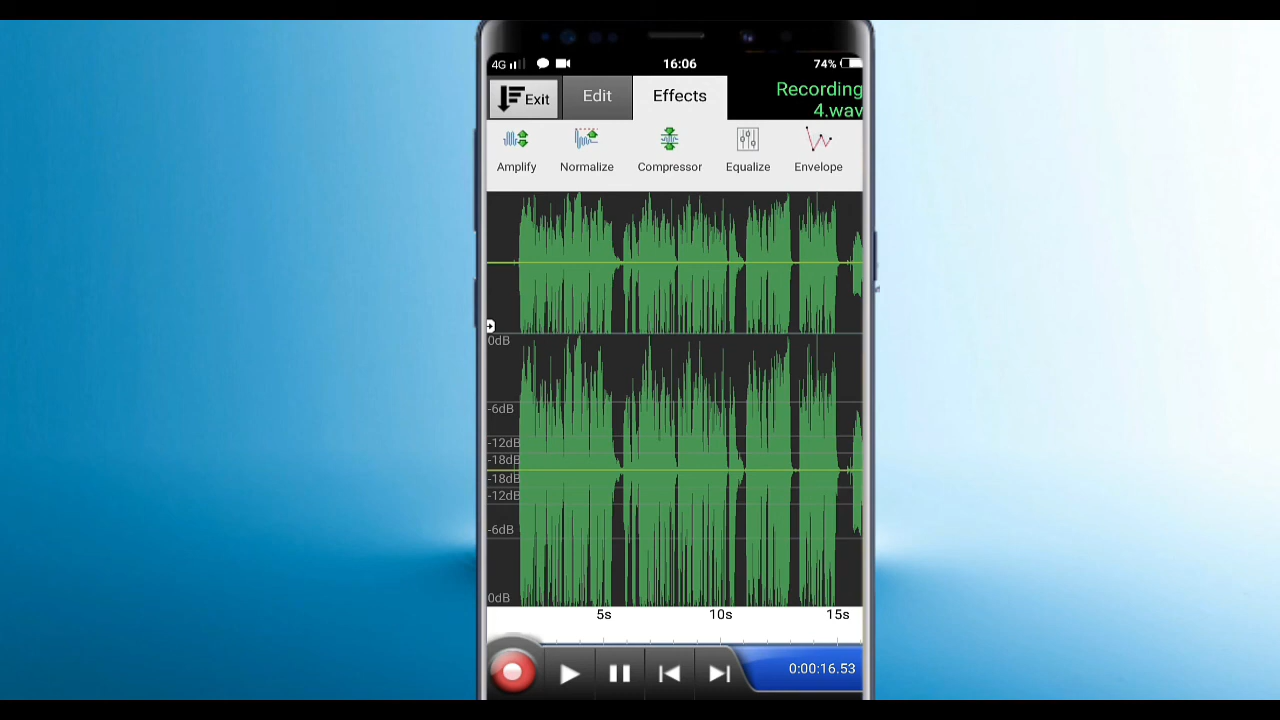 4G 16:06 74%
Exit Edit Effects Recording
4.wav
Amplify Normalize Compressor Equalize Envelope
0dB
-6dB
-12dB
-18dB
-18dB
-12dB
-6dB
0dB
5s 10s 15s
0:00:16.53